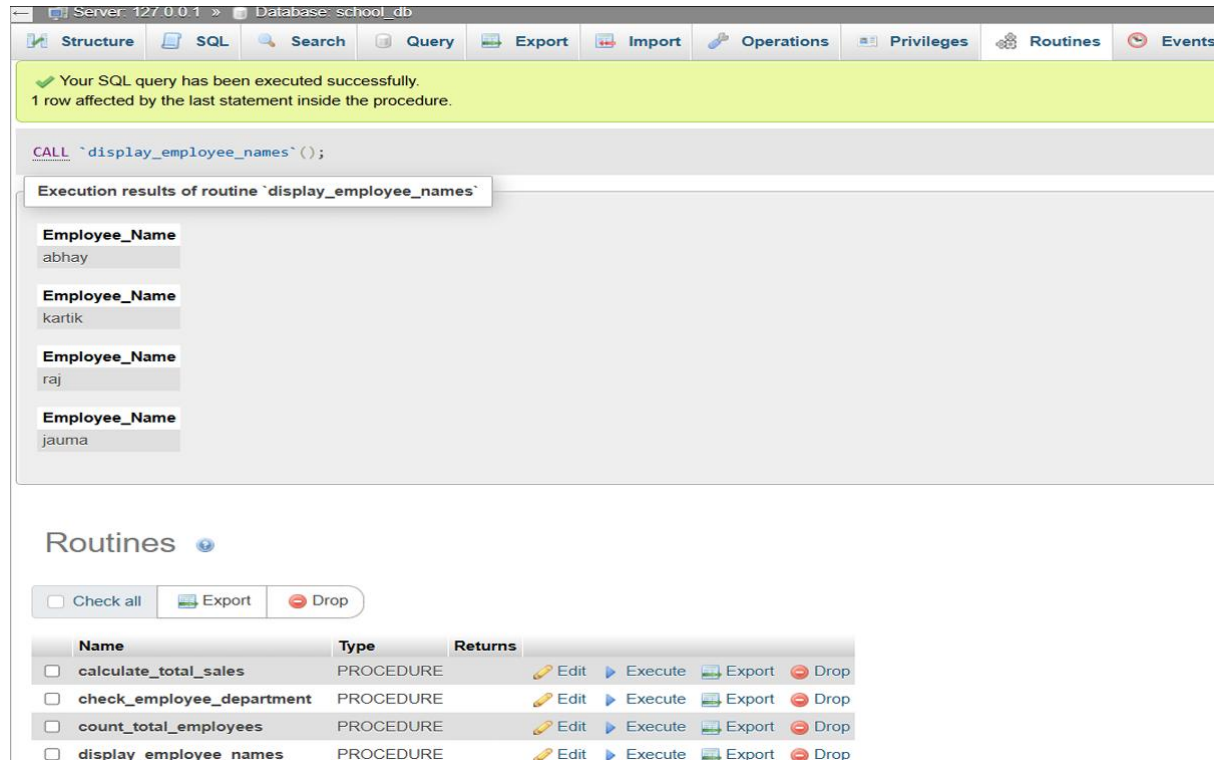 Server: 127.0.0.1 » Database: school_db
Structure SQL Search Query Export Import Operations Privileges Routines Events
Your SQL query has been executed successfully.
1 row affected by the last statement inside the procedure.
CALL `display_employee_names`();
Execution results of routine `display_employee_names`
Employee_Name
abhay
Employee_Name
kartik
Employee_Name
raj
Employee_Name
jauma
Routines
Check all Export Drop
Name Type Returns
calculate_total_sales PROCEDURE Edit Execute Export Drop
check_employee_department PROCEDURE Edit Execute Export Drop
count_total_employees PROCEDURE Edit Execute Export Drop
display_employee_names PROCEDURE Edit Execute Export Drop